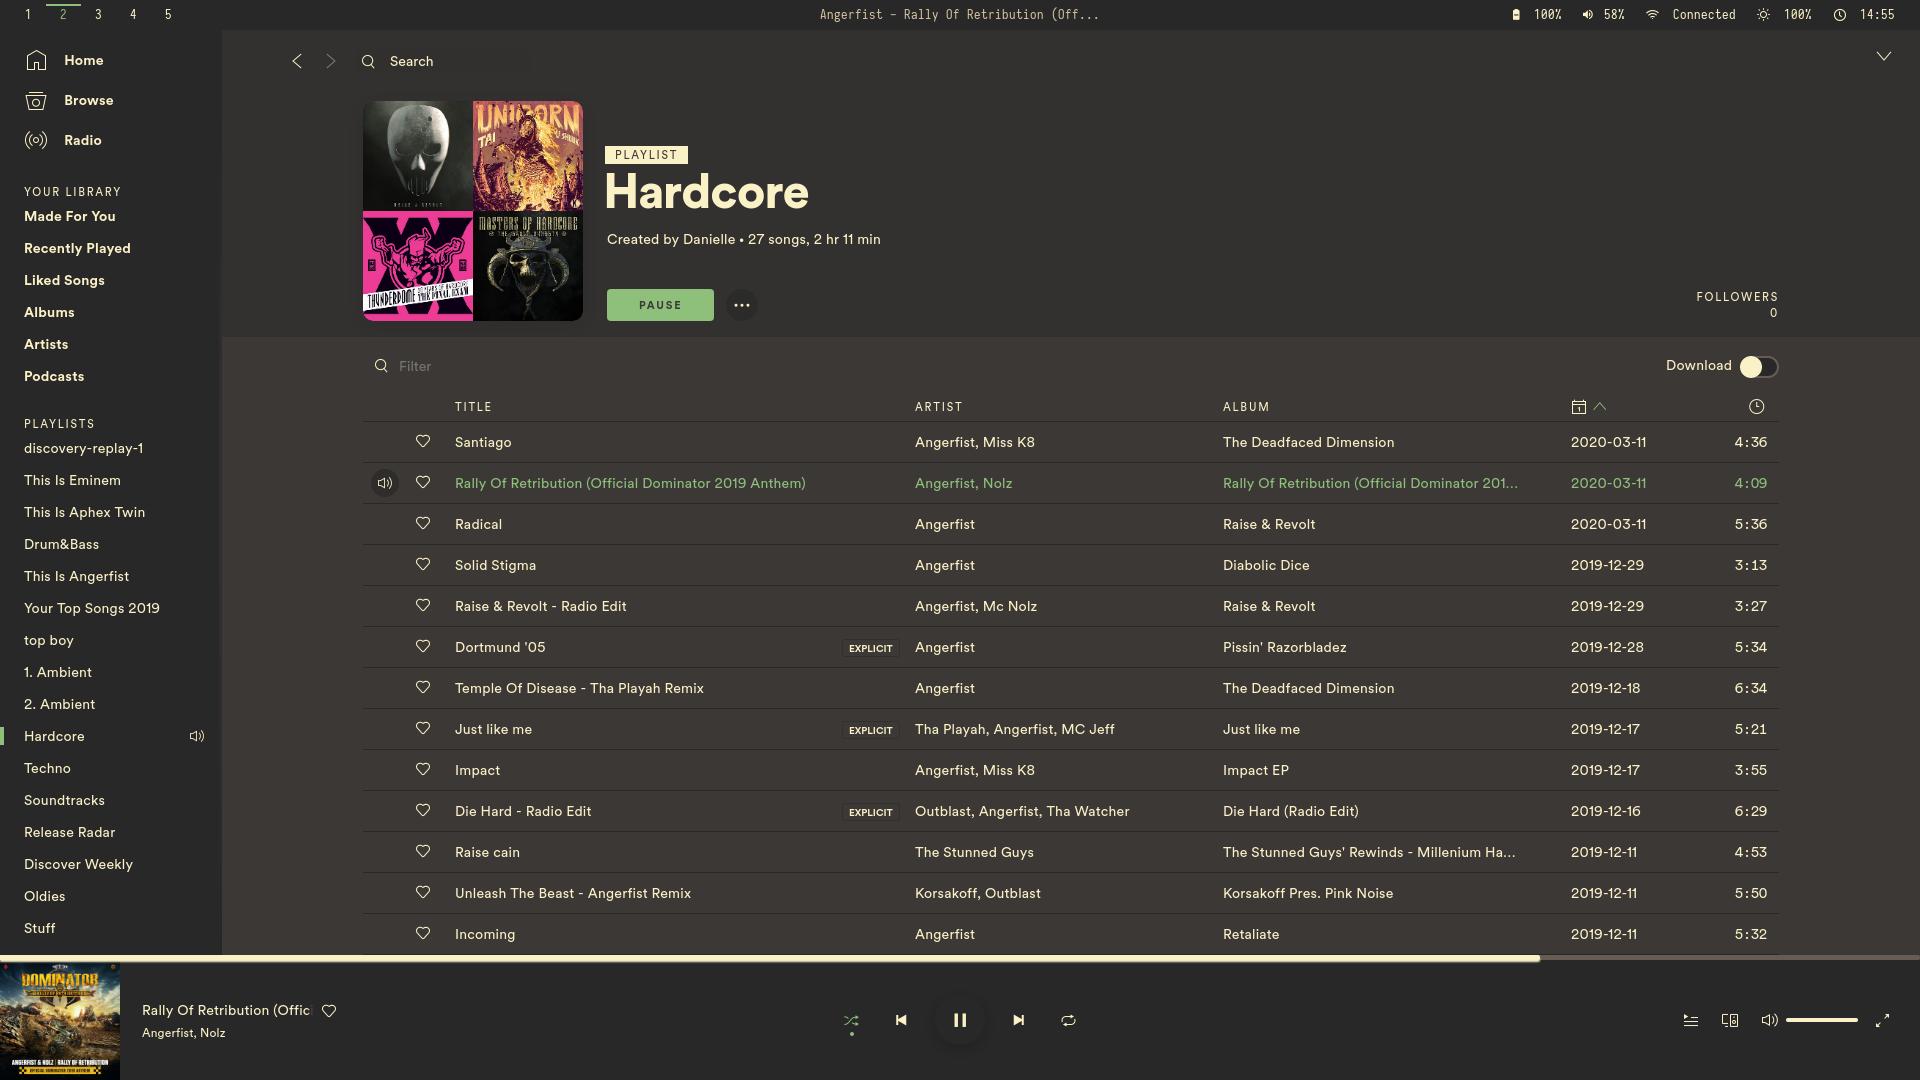 1 2 3 4 5 Angerfist - Rally Of Retribution (Off... 100% 58% Connected 100% 14:55
Home
Browse
Radio
YOUR LIBRARY
Made For You
Recently Played
Liked Songs
Albums
Artists
Podcasts
PLAYLISTS
discovery-replay-1
This Is Eminem
This Is Aphex Twin
Drum&Bass
This Is Angerfist
Your Top Songs 2019
top boy
1. Ambient
2. Ambient
Hardcore
Techno
Soundtracks
Release Radar
Discover Weekly
Oldies
Stuff
Search
UNICORN
TAI
MASTERS OF HARDCORE
THUNDERDOME
PLAYLIST
Hardcore
Created by Danielle • 27 songs, 2 hr 11 min
PAUSE
FOLLOWERS
0
Filter
Download
TITLE ARTIST ALBUM
Santiago Angerfist, Miss K8 The Deadfaced Dimension 2020-03-11 4:36
Rally Of Retribution (Official Dominator 2019 Anthem) Angerfist, Nolz Rally Of Retribution (Official Dominator 201... 2020-03-11 4:09
Radical Angerfist Raise & Revolt 2020-03-11 5:36
Solid Stigma Angerfist Diabolic Dice 2019-12-29 3:13
Raise & Revolt - Radio Edit Angerfist, Mc Nolz Raise & Revolt 2019-12-29 3:27
Dortmund '05 EXPLICIT Angerfist Pissin' Razorbladez 2019-12-28 5:34
Temple Of Disease - Tha Playah Remix Angerfist The Deadfaced Dimension 2019-12-18 6:34
Just like me EXPLICIT Tha Playah, Angerfist, MC Jeff Just like me 2019-12-17 5:21
Impact Angerfist, Miss K8 Impact EP 2019-12-17 3:55
Die Hard - Radio Edit EXPLICIT Outblast, Angerfist, Tha Watcher Die Hard (Radio Edit) 2019-12-16 6:29
Raise cain The Stunned Guys The Stunned Guys' Rewinds - Millenium Ha... 2019-12-11 4:53
Unleash The Beast - Angerfist Remix Korsakoff, Outblast Korsakoff Pres. Pink Noise 2019-12-11 5:50
Incoming Angerfist Retaliate 2019-12-11 5:32
DOMINATOR
RALLY OF RETRIBUTION
ANGERFIST & NOLZ | RALLY OF RETRIBUTION
OFFICIAL DOMINATOR 2019 ANTHEM
Rally Of Retribution (Offic
Angerfist, Nolz